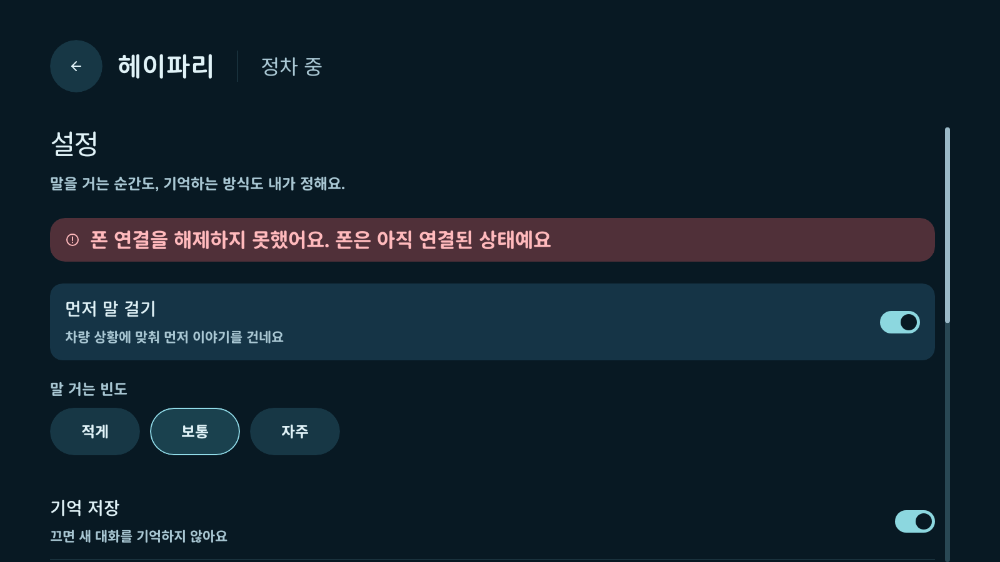 헤이파리
정차 중
설정
말을 거는 순간도, 기억하는 방식도 내가 정해요.
폰 연결을 해제하지 못했어요. 폰은 아직 연결된 상태예요
먼저 말 걸기
차량 상황에 맞춰 먼저 이야기를 건네요
말 거는 빈도
적게
보통
자주
기억 저장
끄면 새 대화를 기억하지 않아요